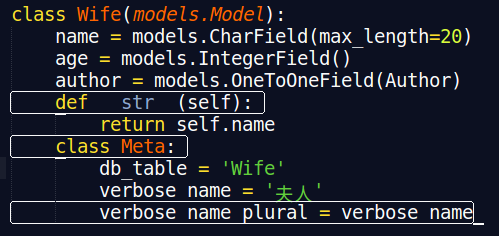 class Wife(models.Model):
name = models.CharField(max_length=20)
age = models.IntegerField()
author = models.OneToOneField(Author)
def __str__(self):
return self.name
class Meta:
db_table = 'Wife'
verbose_name = '夫人'
verbose_name_plural = verbose_name